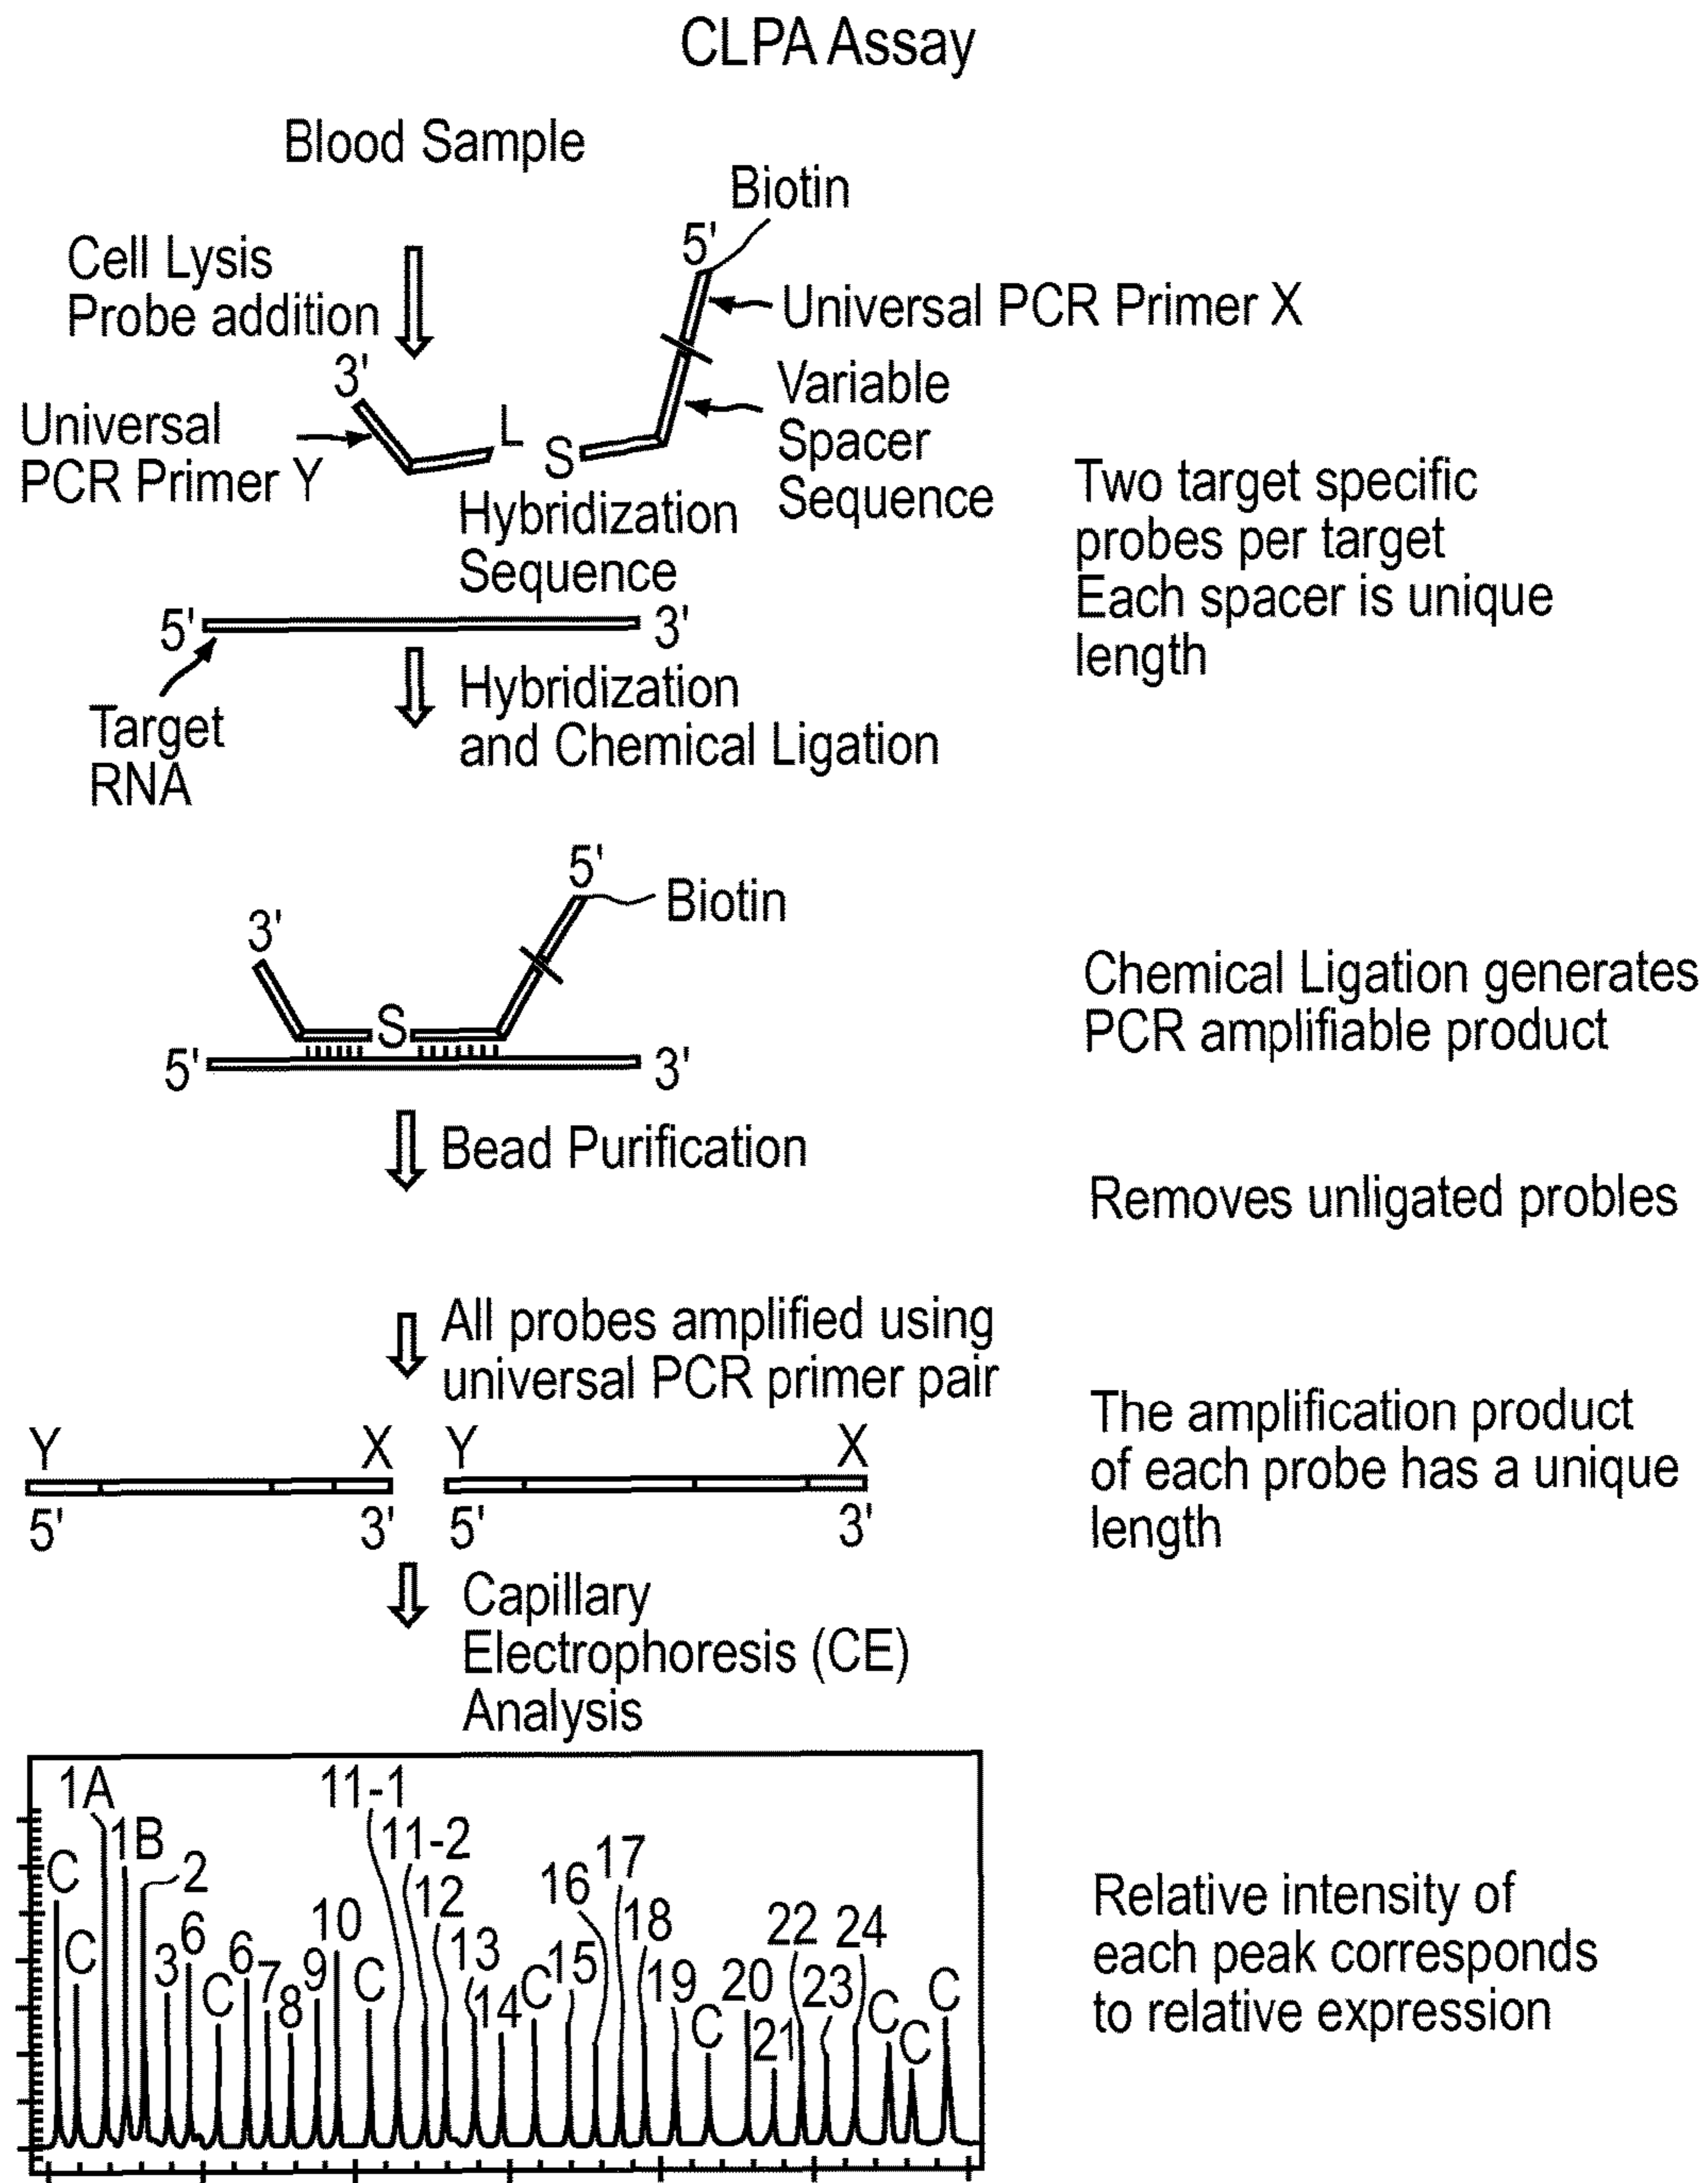 CLPA Assay
Blood Sample
Biotin
5'
Cell Lysis
Probe addition
Universal PCR Primer X
3'
Variable
Spacer
Sequence
Universal
PCR Primer Y
L
S
Hybridization
Sequence
Two target specific
probes per target
Each spacer is unique
length
5'
3'
Target
RNA
Hybridization
and Chemical Ligation
5'
Biotin
3'
S
5'
3'
Chemical Ligation generates
PCR amplifiable product
Bead Purification
Removes unligated probles
All probes amplified using
universal PCR primer pair
Y X Y X
5' 3' 5' 3'
The amplification product
of each probe has a unique
length
Capillary
Electrophoresis (CE)
Analysis
C
C
1A
1B
2
3
6
C
6
7
8
9
10
C
11-1
11-2
12
13
14
C
15
16
17
18
19
C
20
21
22
23
24
C
C
C
Relative intensity of
each peak corresponds
to relative expression